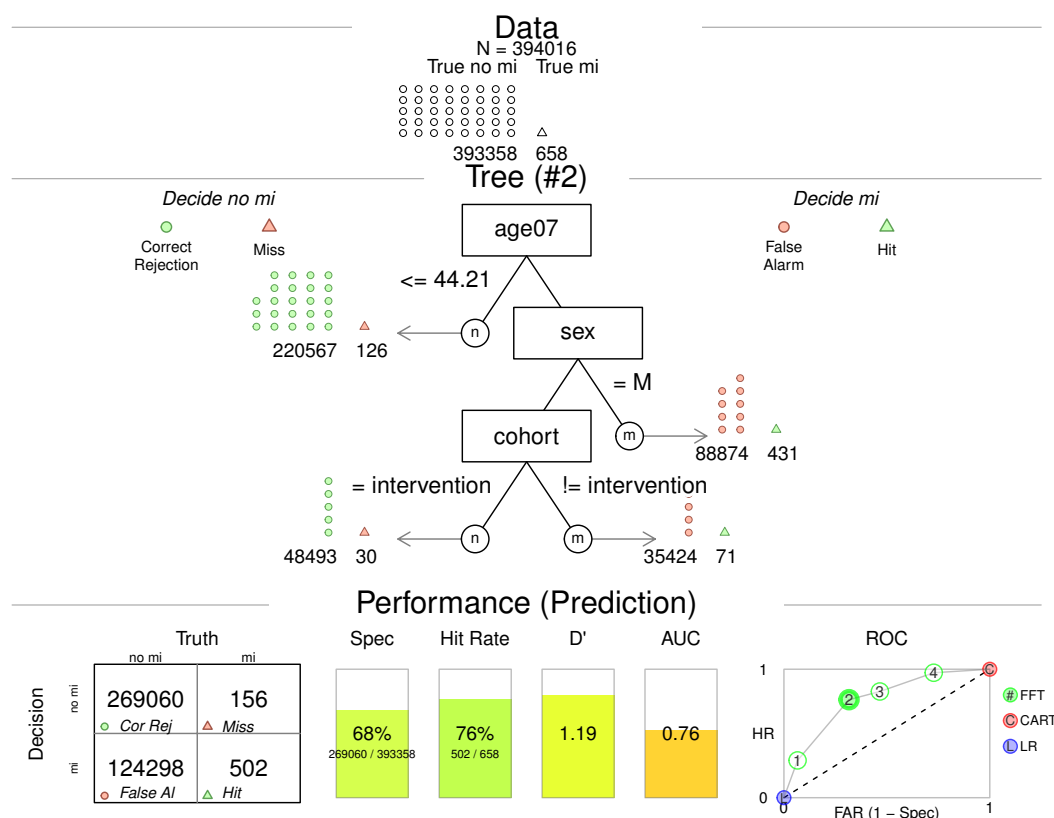 Data
N = 394016
True no mi True mi
393358 658
Tree (#2)
Decide no mi
Decide mi
Correct Rejection
Miss
False Alarm
Hit
age07
<= 44.21
n
220567 126
sex
= M
m
88874 431
cohort
= intervention
!= intervention
n
m
48493 30
35424 71
Performance (Prediction)
Truth
no mi mi
Decision
no mi
mi
269060
Cor Rej
156
Miss
124298
False Al
502
Hit
Spec
68%
269060 / 393358
Hit Rate
76%
502 / 658
D'
1.19
AUC
0.76
ROC
1
HR
0
0
FAR (1 − Spec)
1
1
2
3
4
C
L
# FFT
C CART
L LR